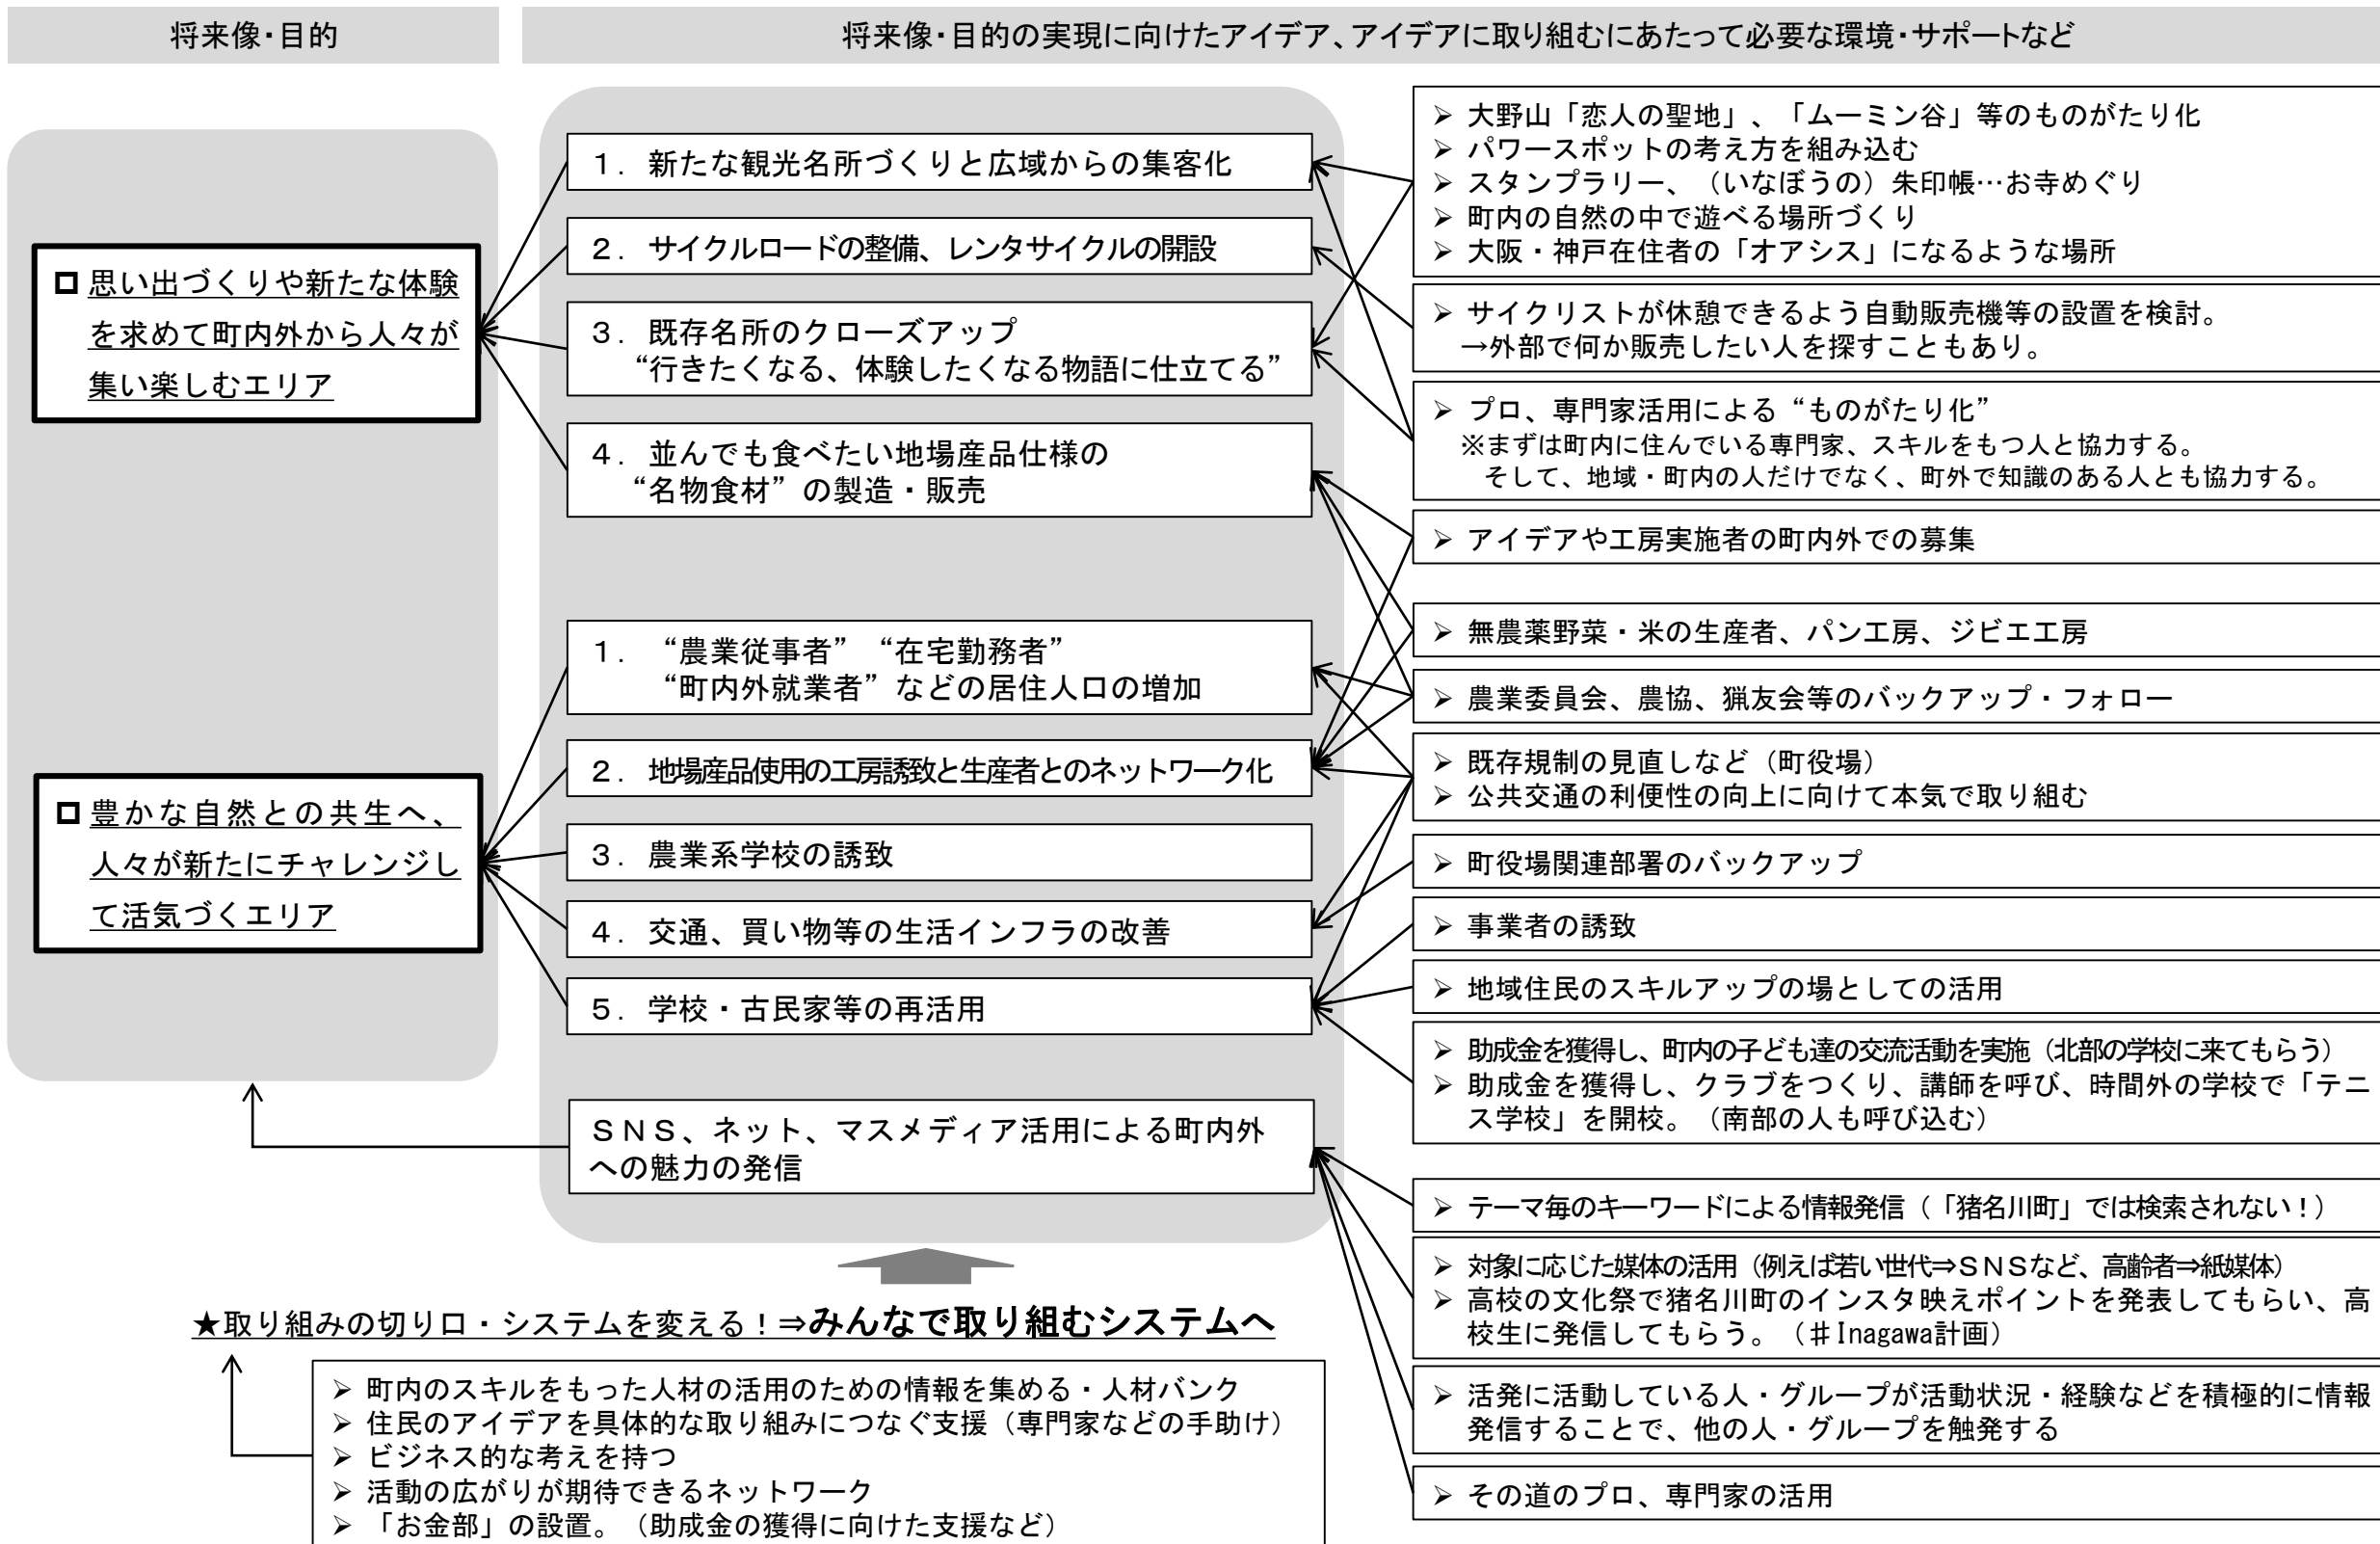 将来像・目的
将来像・目的の実現に向けたアイデア、アイデアに取り組むにあたって必要な環境・サポートなど
思い出づくりや新たな体験
を求めて町内外から人々が
集い楽しむエリア
豊かな自然との共生へ、
人々が新たにチャレンジし
て活気づくエリア
１．新たな観光名所づくりと広域からの集客化
２．サイクルロードの整備、レンタサイクルの開設
３．既存名所のクローズアップ
“行きたくなる、体験したくなる物語に仕立てる”
４．並んでも食べたい地場産品仕様の
“名物食材”の製造・販売
１．“農業従事者”“在宅勤務者”
“町内外就業者”などの居住人口の増加
２．地場産品使用の工房誘致と生産者とのネットワーク化
３．農業系学校の誘致
４．交通、買い物等の生活インフラの改善
５．学校・古民家等の再活用
ＳＮＳ、ネット、マスメディア活用による町内外
への魅力の発信
➢ 大野山「恋人の聖地」、「ムーミン谷」等のものがたり化
➢ パワースポットの考え方を組み込む
➢ スタンプラリー、（いなぼうの）朱印帳…お寺めぐり
➢ 町内の自然の中で遊べる場所づくり
➢ 大阪・神戸在住者の「オアシス」になるような場所
➢ サイクリストが休憩できるよう自動販売機等の設置を検討。
→外部で何か販売したい人を探すこともあり。
➢ プロ、専門家活用による“ものがたり化”
※まずは町内に住んでいる専門家、スキルをもつ人と協力する。
そして、地域・町内の人だけでなく、町外で知識のある人とも協力する。
➢ アイデアや工房実施者の町内外での募集
➢ 無農薬野菜・米の生産者、パン工房、ジビエ工房
➢ 農業委員会、農協、猟友会等のバックアップ・フォロー
➢ 既存規制の見直しなど（町役場）
➢ 公共交通の利便性の向上に向けて本気で取り組む
➢ 町役場関連部署のバックアップ
➢ 事業者の誘致
➢ 地域住民のスキルアップの場としての活用
➢ 助成金を獲得し、町内の子ども達の交流活動を実施（北部の学校に来てもらう）
➢ 助成金を獲得し、クラブをつくり、講師を呼び、時間外の学校で「テニ
ス学校」を開校。（南部の人も呼び込む）
➢ テーマ毎のキーワードによる情報発信（「猪名川町」では検索されない！）
➢ 対象に応じた媒体の活用（例えば若い世代⇒ＳＮＳなど、高齢者⇒紙媒体）
➢ 高校の文化祭で猪名川町のインスタ映えポイントを発表してもらい、高
校生に発信してもらう。（＃Inagawa計画）
➢ 活発に活動している人・グループが活動状況・経験などを積極的に情報
発信することで、他の人・グループを触発する
➢ その道のプロ、専門家の活用
★取り組みの切り口・システムを変える！⇒みんなで取り組むシステムへ
➢ 町内のスキルをもった人材の活用のための情報を集める・人材バンク
➢ 住民のアイデアを具体的な取り組みにつなぐ支援（専門家などの手助け）
➢ ビジネス的な考えを持つ
➢ 活動の広がりが期待できるネットワーク
➢ 「お金部」の設置。（助成金の獲得に向けた支援など）